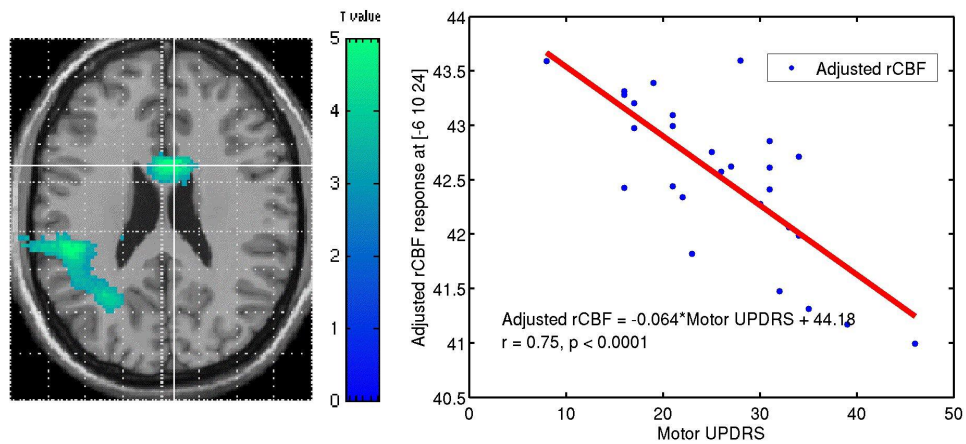 T value
5
4
3
2
1
0
44
43.5
43
42.5
42
41.5
41
40.5
Adjusted rCBF response at [-6 10 24]
Adjusted rCBF
Adjusted rCBF = -0.064*Motor UPDRS + 44.18
r = 0.75, p < 0.0001
0 10 20 30 40 50
Motor UPDRS